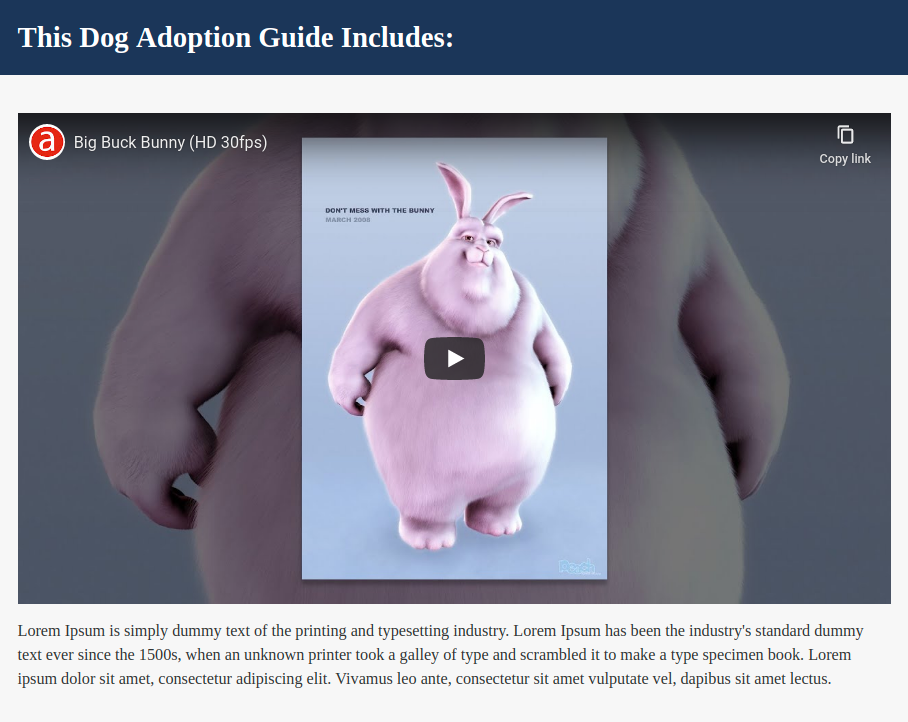 This Dog Adoption Guide Includes:
a
Big Buck Bunny (HD 30fps)
Copy link
DON'T MESS WITH THE BUNNY
MARCH 2008
Peach
Lorem Ipsum is simply dummy text of the printing and typesetting industry. Lorem Ipsum has been the industry's standard dummy
text ever since the 1500s, when an unknown printer took a galley of type and scrambled it to make a type specimen book. Lorem
ipsum dolor sit amet, consectetur adipiscing elit. Vivamus leo ante, consectetur sit amet vulputate vel, dapibus sit amet lectus.